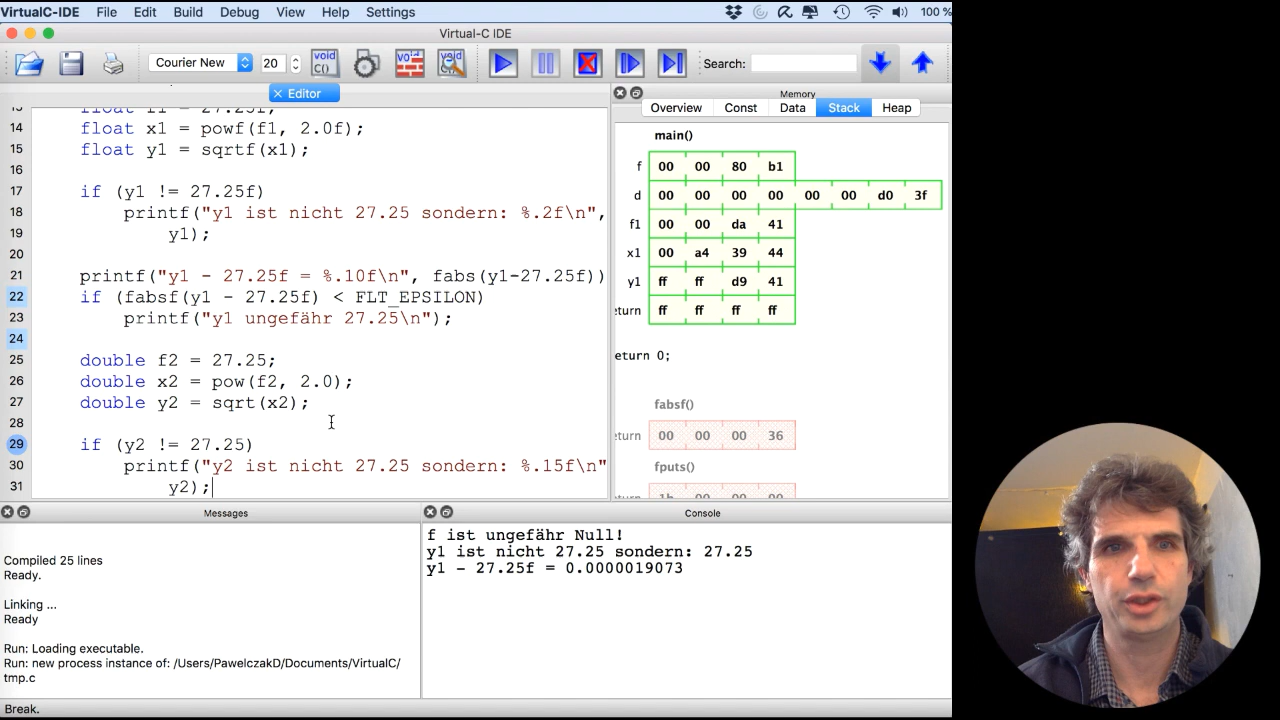 VirtualC-IDE File Edit Build Debug View Help Settings 100 %
Virtual-C IDE
Courier New 20 void C() void void C() Search:
Editor
Memory
Overview Const Data Stack Heap
14 float x1 = powf(f1, 2.0f);
15 float y1 = sqrtf(x1);
16
17 if (y1 != 27.25f)
18 printf("y1 ist nicht 27.25 sondern: %.2f\n",
19 y1);
20
21 printf("y1 - 27.25f = %.10f\n", fabs(y1-27.25f))
22 if (fabsf(y1 - 27.25f) < FLT_EPSILON)
23 printf("y1 ungefähr 27.25\n");
24
25 double f2 = 27.25;
26 double x2 = pow(f2, 2.0);
27 double y2 = sqrt(x2);
28
29 if (y2 != 27.25)
30 printf("y2 ist nicht 27.25 sondern: %.15f\n"
31 y2);
main()
f 00 00 80 b1
d 00 00 00 00 00 00 d0 3f
f1 00 00 da 41
x1 00 a4 39 44
y1 ff ff d9 41
eturn ff ff ff ff
eturn 0;
fabsf()
eturn 00 00 00 36
fputs()
Messages
Compiled 25 lines
Ready.
Linking ...
Ready
Run: Loading executable.
Run: new process instance of: /Users/PawelczakD/Documents/VirtualC/
tmp.c
Console
f ist ungefähr Null!
y1 ist nicht 27.25 sondern: 27.25
y1 - 27.25f = 0.0000019073
Break.